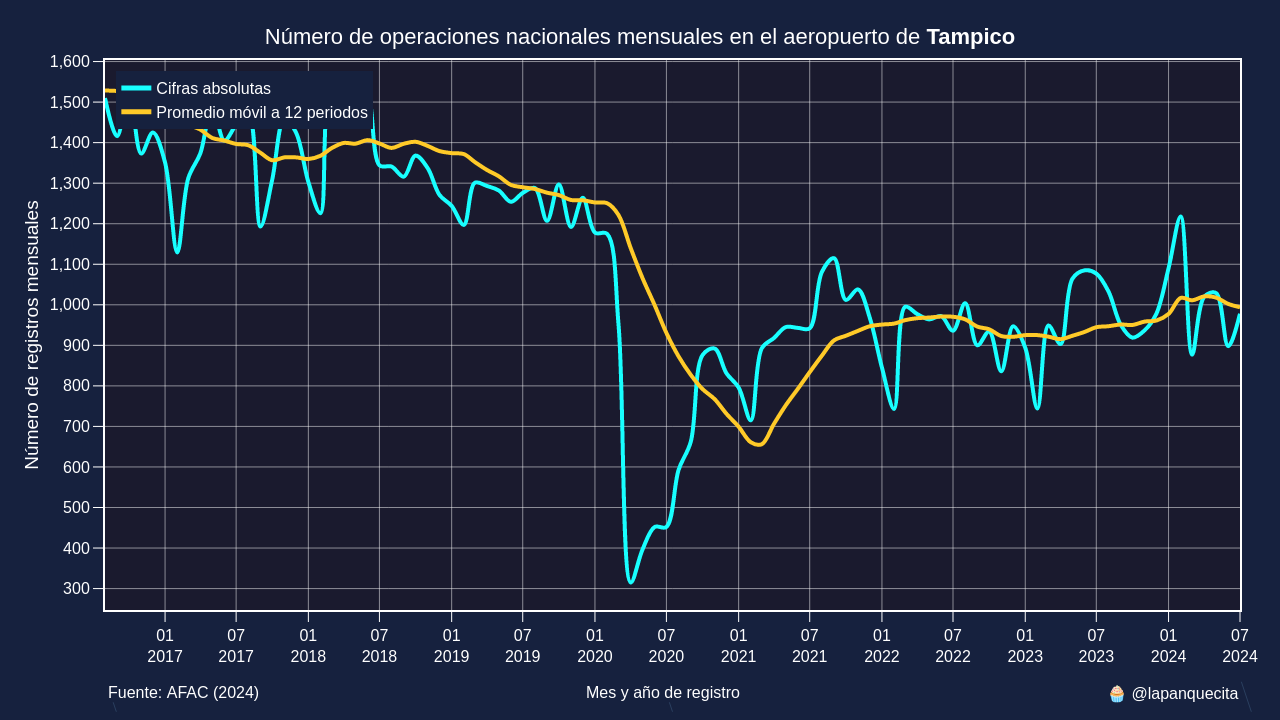 Número de operaciones nacionales mensuales en el aeropuerto de Tampico
Cifras absolutas
Promedio móvil a 12 periodos
Número de registros mensuales
1,600
1,500
1,400
1,300
1,200
1,100
1,000
900
800
700
600
500
400
300
01 07 01 07 01 07 01 07 01 07 01 07 01 07 01 07
2017 2017 2018 2018 2019 2019 2020 2020 2021 2021 2022 2022 2023 2023 2024 2024
Fuente: AFAC (2024) Mes y año de registro 🧁 @lapanquecita